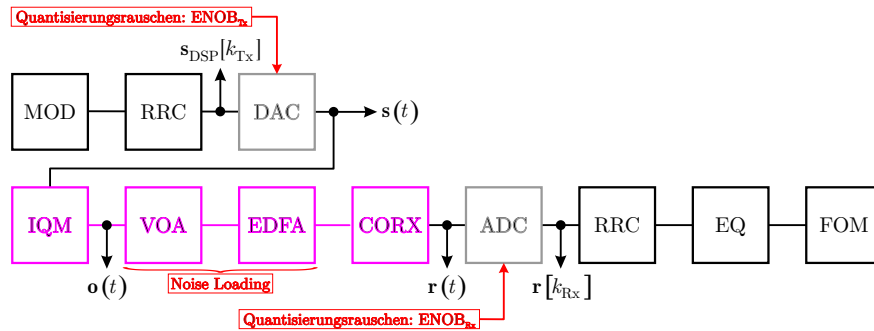 Quantisierungsrauschen: ENOB_Tx
s_DSP[k_Tx]
MOD RRC DAC s(t)
IQM VOA EDFA CORX ADC RRC EQ FOM
o(t) Noise Loading r(t) r[k_Rx]
Quantisierungsrauschen: ENOB_Rx